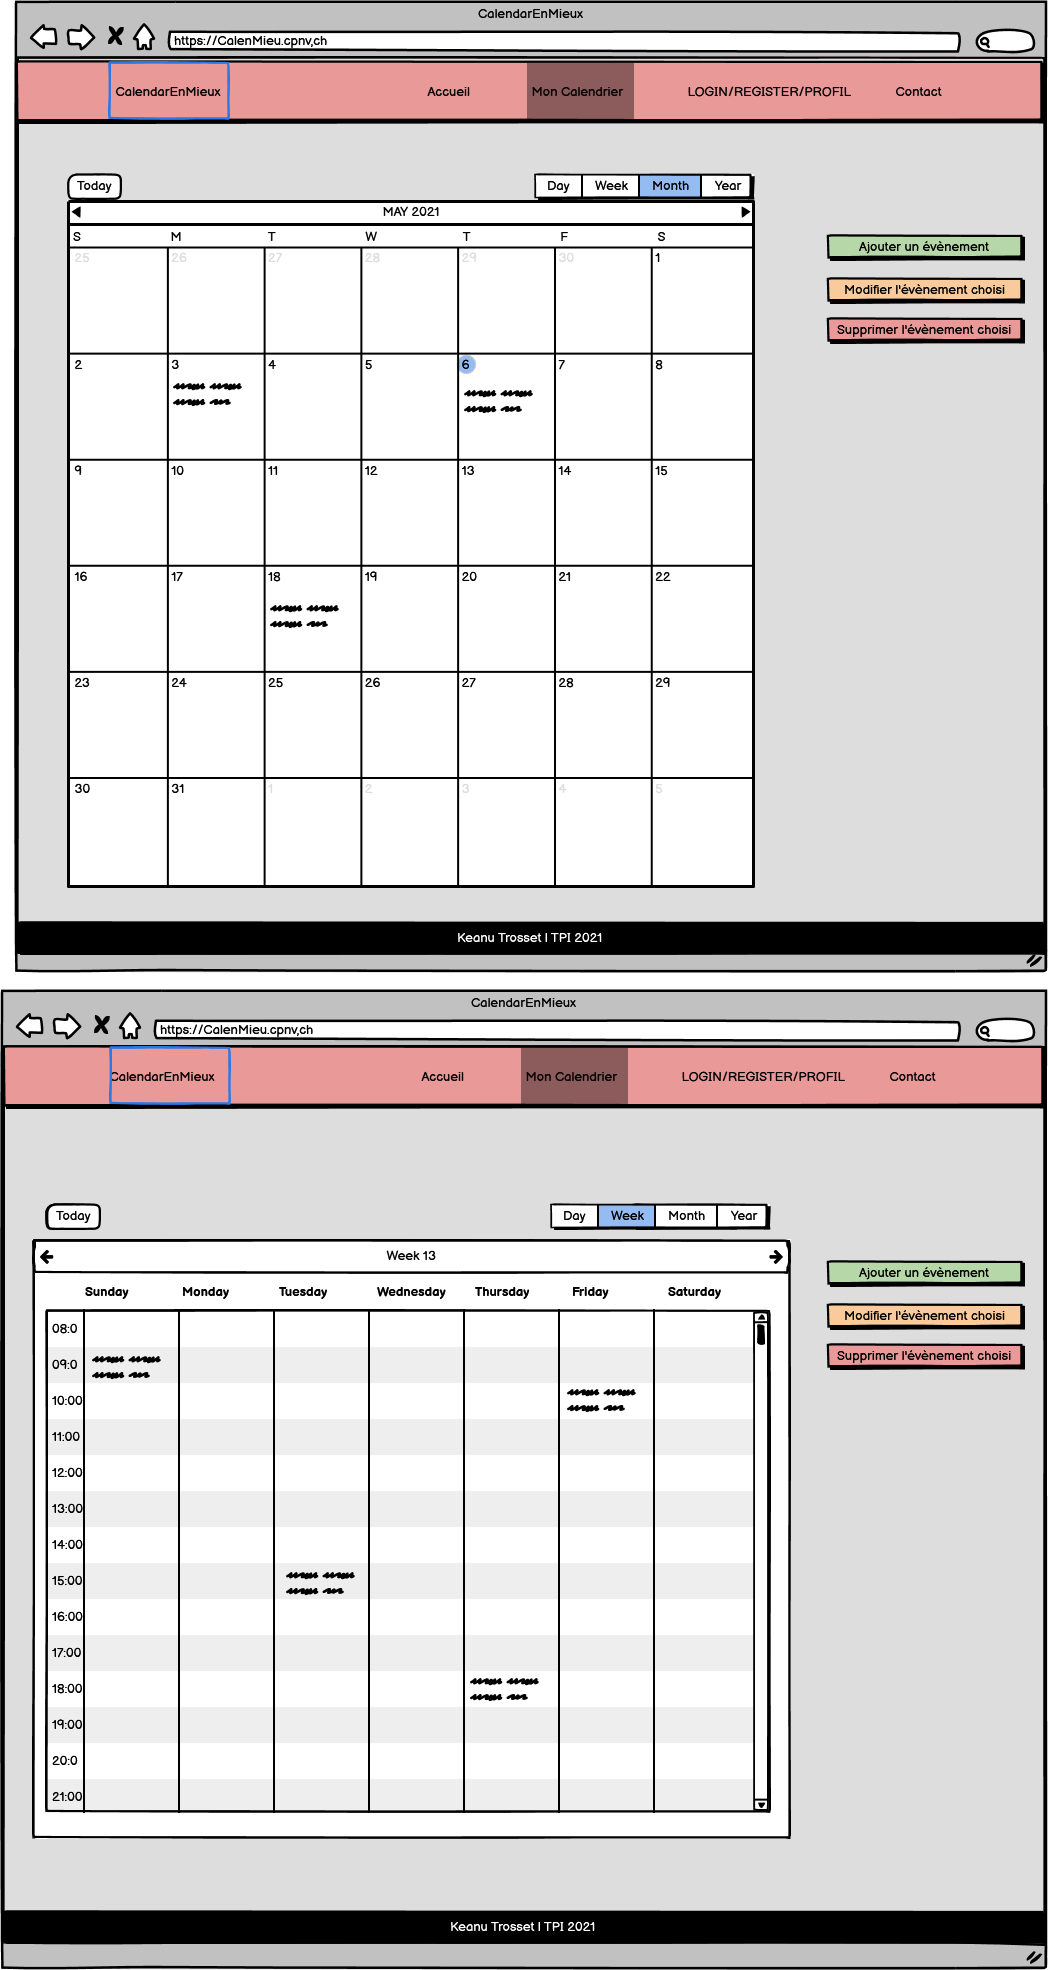 CalendarEnMieux
https://CalenMieu.cpnv,ch
CalendarEnMieux Accueil Mon Calendrier LOGIN/REGISTER/PROFIL Contact
Today Day Week Month Year
MAY 2021
S M T W T F S
25 26 27 28 29 30 1
2 3 4 5 6 7 8
9 10 11 12 13 14 15
16 17 18 19 20 21 22
23 24 25 26 27 28 29
30 31 1 2 3 4 5
Ajouter un évènement
Modifier l'évènement choisi
Supprimer l'évènement choisi
Keanu Trosset | TPI 2021
CalendarEnMieux
https://CalenMieu.cpnv,ch
CalendarEnMieux Accueil Mon Calendrier LOGIN/REGISTER/PROFIL Contact
Today Day Week Month Year
Week 13
Sunday Monday Tuesday Wednesday Thursday Friday Saturday
08:0
09:0
10:00
11:00
12:00
13:00
14:00
15:00
16:00
17:00
18:00
19:00
20:0
21:00
Ajouter un évènement
Modifier l'évènement choisi
Supprimer l'évènement choisi
Keanu Trosset | TPI 2021